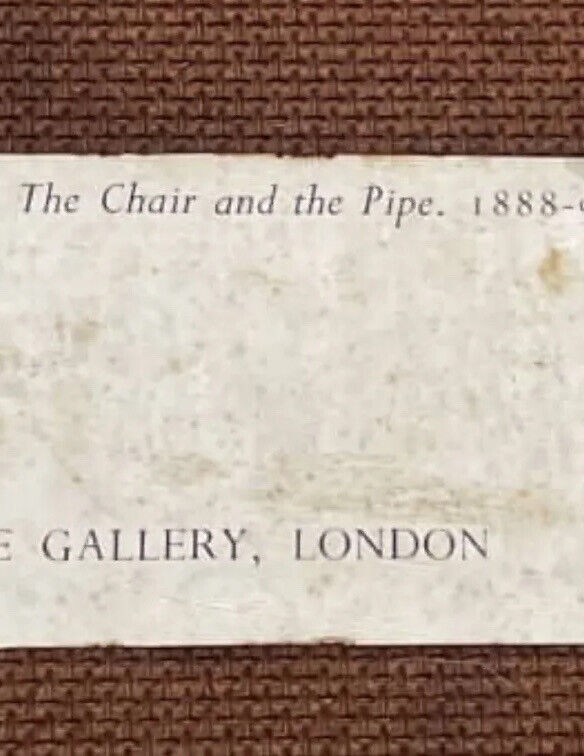 The Chair and the Pipe. 1888-
E GALLERY, LONDON